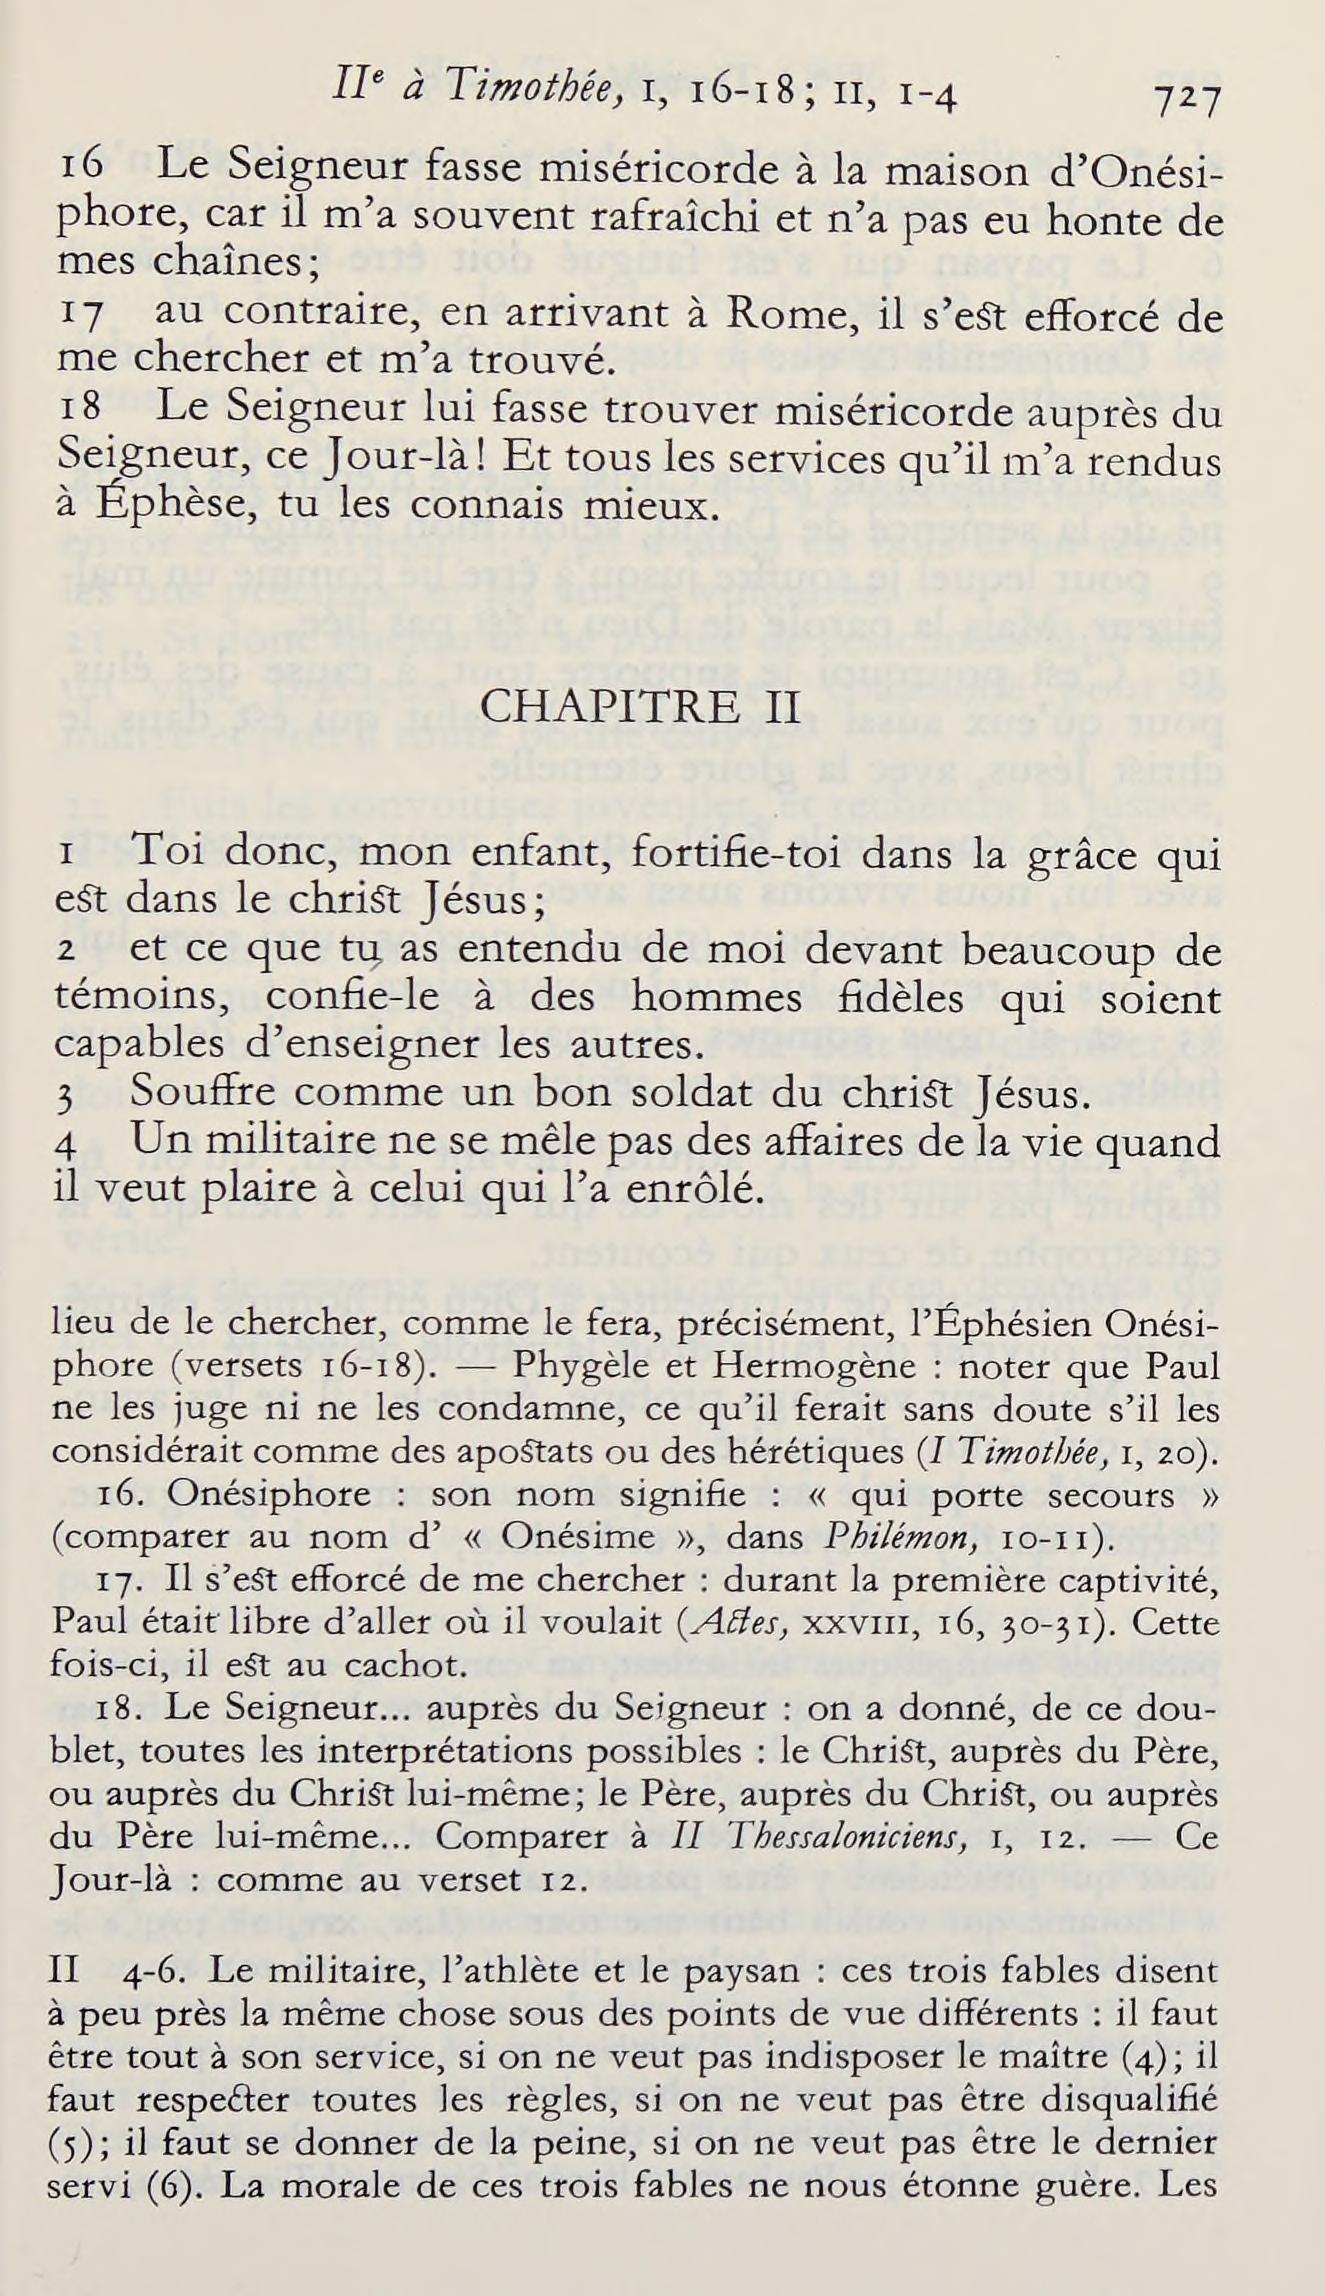 IIe à Timothée, I, 16-18; II, 1-4 727
16 Le Seigneur fasse miséricorde à la maison d’Onési-
phore, car il m’a souvent rafraîchi et n’a pas eu honte de
mes chaînes;
17 au contraire, en arrivant à Rome, il s’est efforcé de
me chercher et m’a trouvé.
18 Le Seigneur lui fasse trouver miséricorde auprès du
Seigneur, ce Jour-là! Et tous les services qu’il m’a rendus
à Éphèse, tu les connais mieux.
CHAPITRE II
1 Toi donc, mon enfant, fortifie-toi dans la grâce qui
est dans le christ Jésus;
2 et ce que tu as entendu de moi devant beaucoup de
témoins, confie-le à des hommes fidèles qui soient
capables d’enseigner les autres.
3 Souffre comme un bon soldat du christ Jésus.
4 Un militaire ne se mêle pas des affaires de la vie quand
il veut plaire à celui qui l’a enrôlé.
lieu de le chercher, comme le fera, précisément, l’Éphésien Onési-
phore (versets 16-18). — Phygèle et Hermogène : noter que Paul
ne les juge ni ne les condamne, ce qu’il ferait sans doute s’il les
considérait comme des apostats ou des hérétiques (I Timothée, I, 20).
16. Onésiphore : son nom signifie : « qui porte secours »
(comparer au nom d’ « Onésime », dans Philémon, 10-11).
17. Il s’est efforcé de me chercher : durant la première captivité,
Paul était libre d’aller où il voulait (Actes, XXVIII, 16, 30-31). Cette
fois-ci, il est au cachot.
18. Le Seigneur... auprès du Seigneur : on a donné, de ce dou-
blet, toutes les interprétations possibles : le Christ, auprès du Père,
ou auprès du Christ lui-même; le Père, auprès du Christ, ou auprès
du Père lui-même... Comparer à II Thessaloniciens, I, 12. — Ce
Jour-là : comme au verset 12.
II 4-6. Le militaire, l’athlète et le paysan : ces trois fables disent
à peu près la même chose sous des points de vue différents : il faut
être tout à son service, si on ne veut pas indisposer le maître (4); il
faut respecter toutes les règles, si on ne veut pas être disqualifié
(5); il faut se donner de la peine, si on ne veut pas être le dernier
servi (6). La morale de ces trois fables ne nous étonne guère. Les